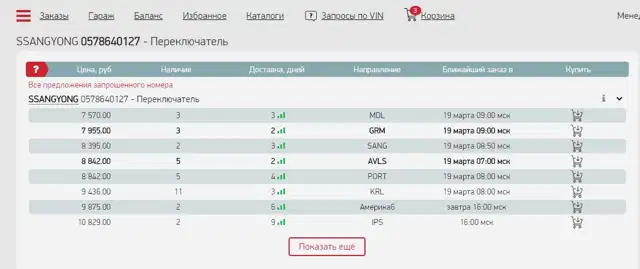 Заказы Гараж Баланс Избранное Каталоги ? Запросы по VIN 3 Корзина Мене
SSANGYONG 0578640127 - Переключатель
? Цена, руб Наличие Доставка, дней Направление Ближайший заказ в Купить
Все предложения запрошенного номера
SSANGYONG 0578640127 - Переключатель i
7 570.00 3 3 MDL 19 марта 09:00 мск
7 955.00 3 2 GRM 19 марта 09:00 мск
8 395.00 2 3 SANG 19 марта 08:50 мск
8 842.00 5 2 AVLS 19 марта 07:00 мск
8 842.00 5 4 PORT 19 марта 08:00 мск
9 436.00 11 3 KRL 19 марта 08:00 мск
9 875.00 2 6 Америка6 завтра 16:00 мск
10 829.00 2 9 IPS 16:00 мск
Показать ещё